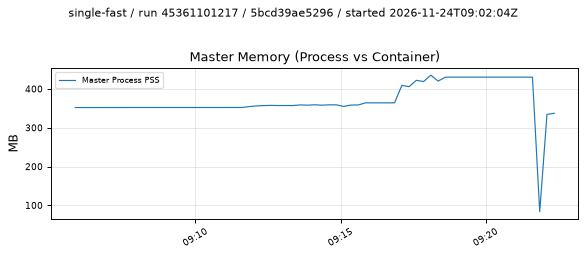 single-fast / run 45361101217 / 5bcd39ae5296 / started 2026-11-24T09:02:04Z
Master Memory (Process vs Container)
Master Process PSS
MB
400
300
200
100
09:10
09:15
09:20